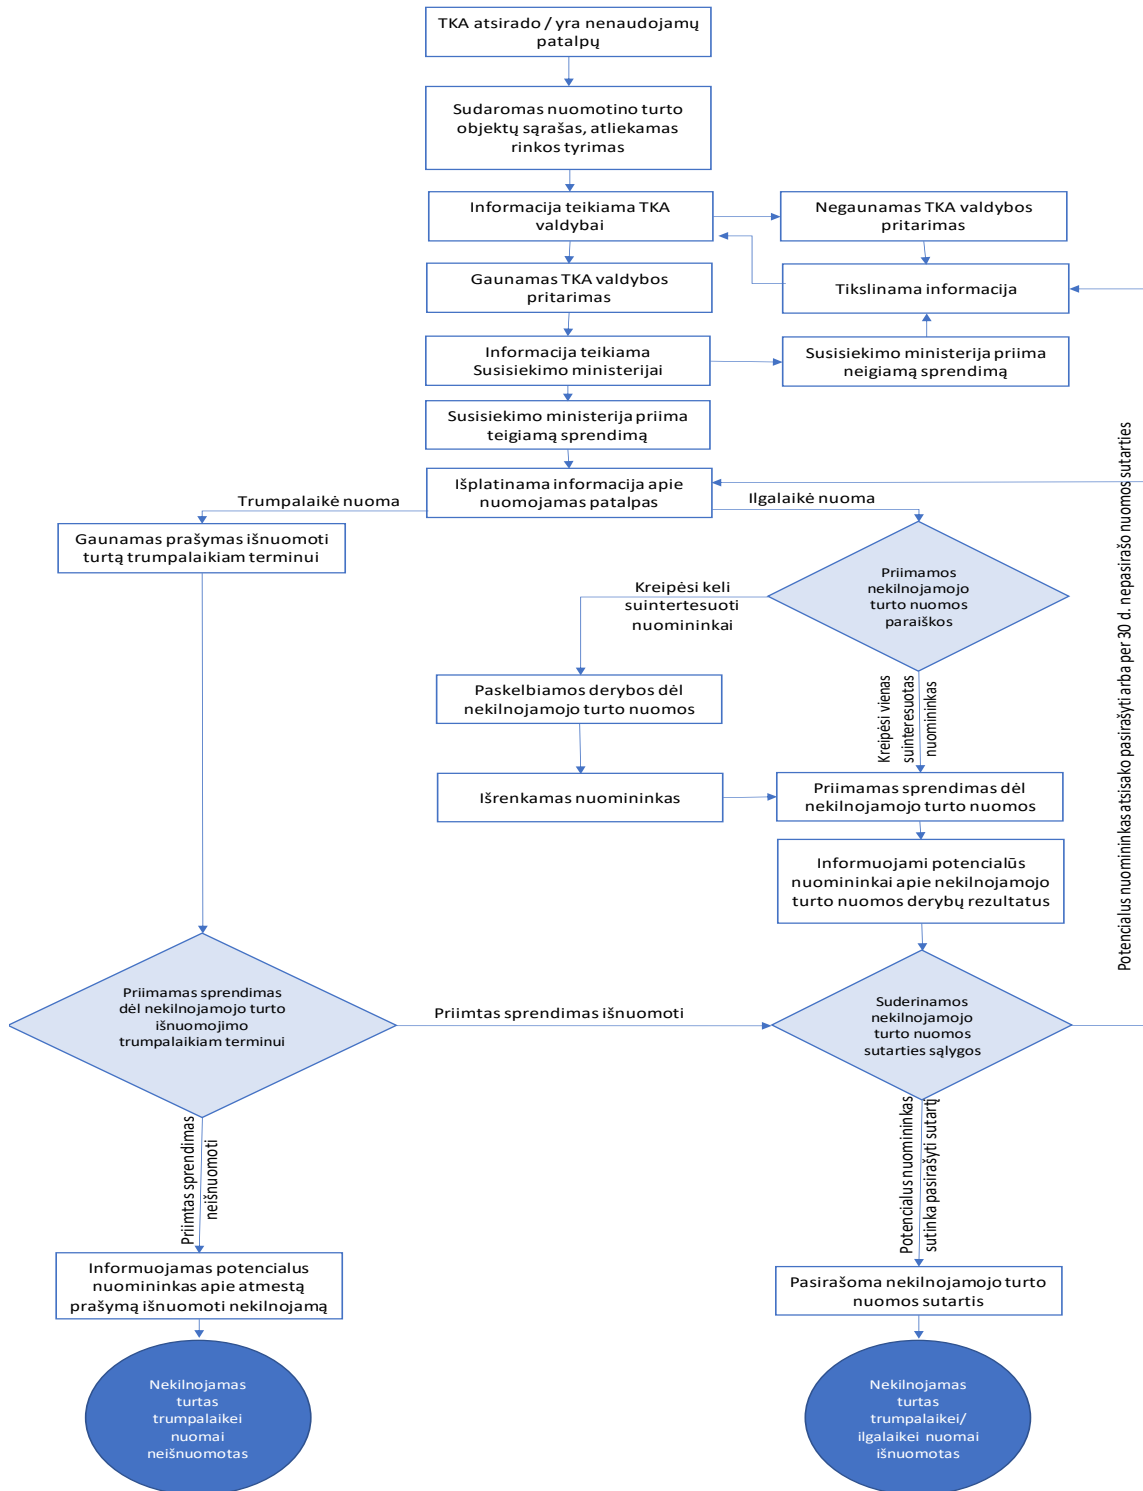 TKA atsirado / yra nenaudojamų
patalpų
Sudaromas nuomotino turto
objektų sąrašas, atliekamas
rinkos tyrimas
Informacija teikiama TKA
valdybai
Negaunamas TKA valdybos
pritarimas
Gaunamas TKA valdybos
pritarimas
Tikslinama informacija
Informacija teikiama
Susisiekimo ministerijai
Susisiekimo ministerija priima
neigiamą sprendimą
Susisiekimo ministerija priima
teigiamą sprendimą
Išplatinama informacija apie
nuomojamas patalpas
Trumpalaikė nuoma
Ilgalaikė nuoma
Gaunamas prašymas išnuomoti
turtą trumpalaikiam terminui
Priimamos
nekilnojamojo
turto nuomos
paraiškos
Kreipėsi keli
suintertesuoti
nuomininkai
Potencialus nuomininkas atsisako pasirašyti arba per 30 d. nepasirašo nuomos sutarties
Paskelbiamos derybos dėl
nekilnojamojo turto nuomos
Kreipėsi vienas
suinteresuotas
nuomininkas
Išrenkamas nuomininkas
Priimamas sprendimas dėl
nekilnojamojo turto nuomos
Informuojami potencialūs
nuomininkai apie nekilnojamojo
turto nuomos derybų rezultatus
Priimamas sprendimas
dėl nekilnojamojo turto
išnuomojimo
trumpalaikiam terminui
Priimtas sprendimas išnuomoti
Suderinamos
nekilnojamojo
turto nuomos
sutarties sąlygos
Priimtas sprendimas
neišnuomoti
Potencialus nuomininkas
sutinka pasirašyti sutartį
Informuojamas potencialus
nuomininkas apie atmestą
prašymą išnuomoti nekilnojamą
Pasirašoma nekilnojamojo turto
nuomos sutartis
Nekilnojamas
turtas
trumpalaikei
nuomai
neišnuomotas
Nekilnojamas
turtas
trumpalaikei/
ilgalaikei nuomai
išnuomotas